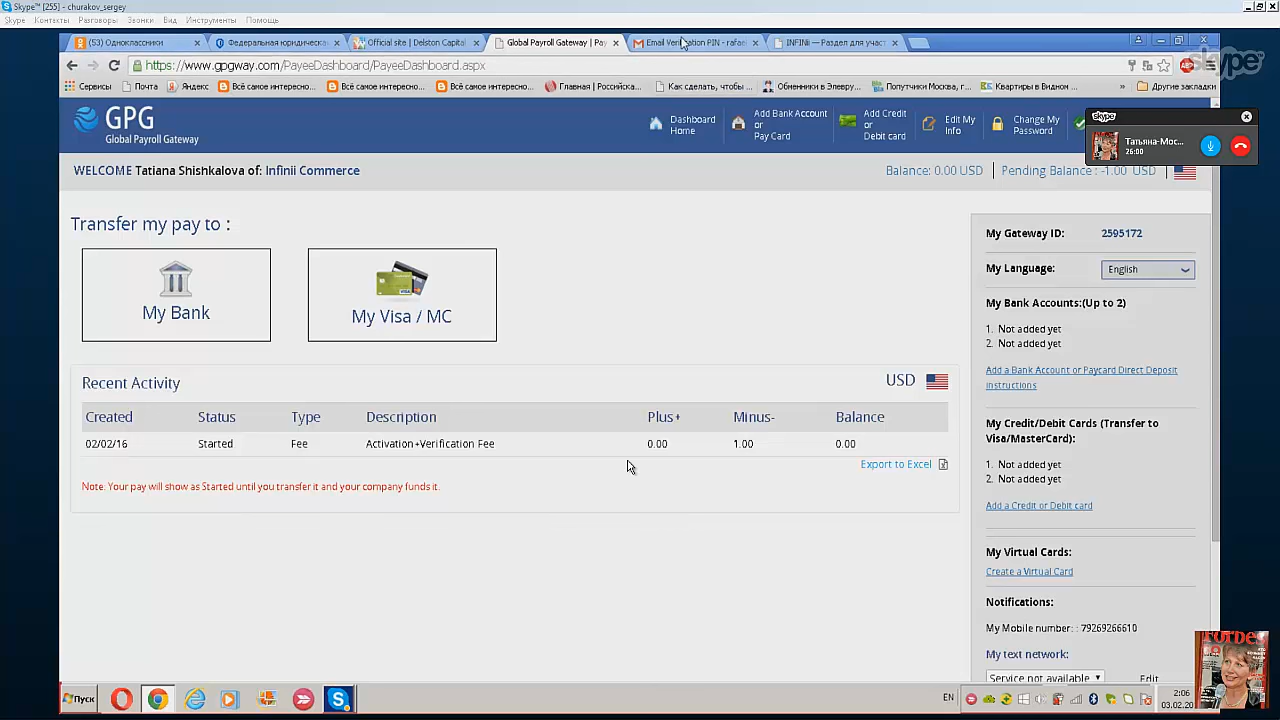 Skype™ [255] - churakov_sergey
Skype Контакты Разговоры Звонки Вид Инструменты Помощь
(53) Одноклассники
Федеральная юридическа
Official site | Delston Capital
Global Payroll Gateway | Pay
Email Verification PIN - rafae
INFINii — Раздел для участ
https://www.gpgway.com/PayeeDashboard/PayeeDashboard.aspx
Сервисы Почта Яндекс Всё самое интересно... Всё самое интересно... Всё самое интересно... Главная | Российска... Как сделать, чтобы ... Обменники в Элевру... Попутчики Москва, г... Квартиры в Видном ... » Другие закладки
skype
GPG
Global Payroll Gateway
Dashboard Home
Add Bank Account or Pay Card
Add Credit or Debit card
Edit My Info
Change My Password
skype
Татьяна-Мос...
26:00
WELCOME Tatiana Shishkalova of: Infinii Commerce
Balance: 0.00 USD
Pending Balance : -1.00 USD
Transfer my pay to :
My Bank
My Visa / MC
VISA
Recent Activity
USD
Created Status Type Description Plus+ Minus- Balance
02/02/16 Started Fee Activation+Verification Fee 0.00 1.00 0.00
Export to Excel
Note: Your pay will show as Started until you transfer it and your company funds it.
My Gateway ID: 2595172
My Language: English
My Bank Accounts:(Up to 2)
1. Not added yet
2. Not added yet
Add a Bank Account or Paycard Direct Deposit
Instructions
My Credit/Debit Cards (Transfer to
Visa/MasterCard):
1. Not added yet
2. Not added yet
Add a Credit or Debit card
My Virtual Cards:
Create a Virtual Card
Notifications:
My Mobile number: : 79269266610
My text network:
Service not available Edit
Forbes
Пуск
EN
2:06
03.02.20